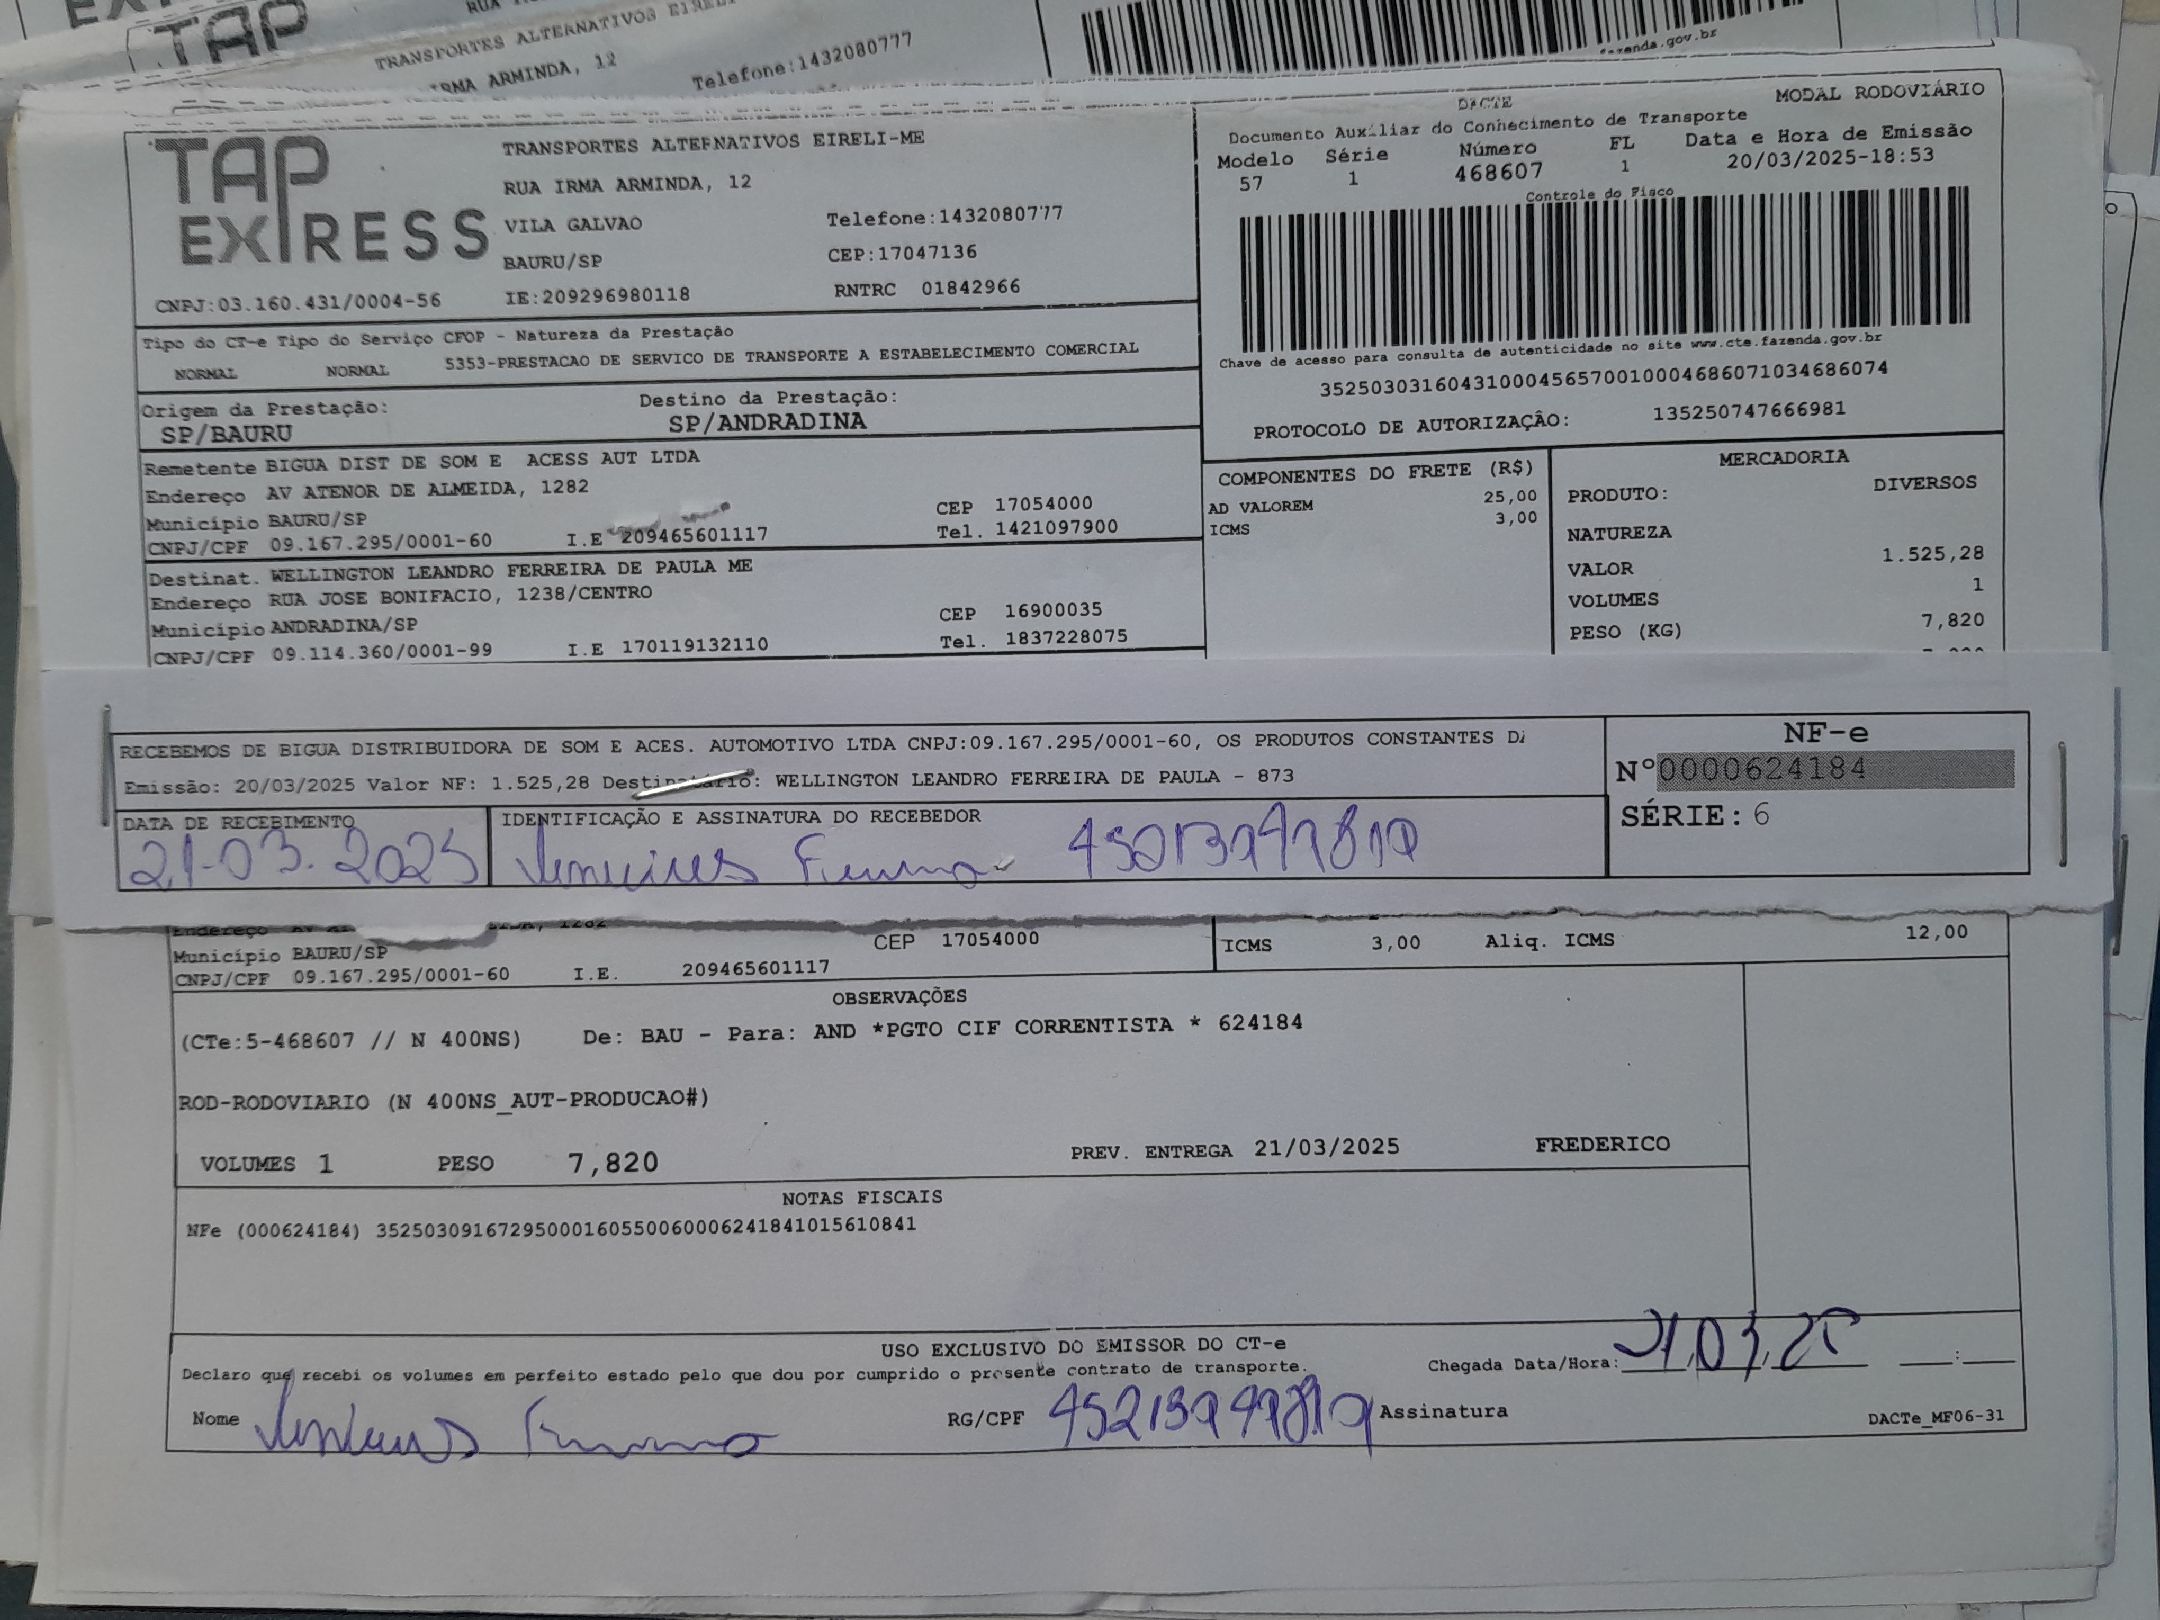 TRANSPORTES ALTERNATIVOS EIRELI
IRMA ARMINDA, 12
Telefone:1432080777
fazenda.gov.br
TAP
TAP EXPRESS
TRANSPORTES ALTERNATIVOS EIRELI-ME
RUA IRMA ARMINDA, 12
VILA GALVAO Telefone:1432080777
BAURU/SP CEP:17047136
CNPJ:03.160.431/0004-56 IE:209296980118 RNTRC 01842966
DACTE MODAL RODOVIÁRIO
Documento Auxiliar do Conhecimento de Transporte
Modelo Série Número FL Data e Hora de Emissão
57 1 468607 1 20/03/2025-18:53
Controle do Fisco
Chave de acesso para consulta de autenticidade no site www.cte.fazenda.gov.br
35250303160431000456570010004686071034686074
PROTOCOLO DE AUTORIZAÇÂO: 135250747666981
Tipo do CT-e Tipo do Serviço CFOP - Natureza da Prestação
NORMAL NORMAL 5353-PRESTACAO DE SERVICO DE TRANSPORTE A ESTABELECIMENTO COMERCIAL
Origem da Prestação: Destino da Prestação:
SP/BAURU SP/ANDRADINA
Remetente BIGUA DIST DE SOM E ACESS AUT LTDA
Endereço AV ATENOR DE ALMEIDA, 1282
Município BAURU/SP CEP 17054000
CNPJ/CPF 09.167.295/0001-60 I.E 209465601117 Tel. 1421097900
Destinat. WELLINGTON LEANDRO FERREIRA DE PAULA ME
Endereço RUA JOSE BONIFACIO, 1238/CENTRO
Município ANDRADINA/SP CEP 16900035
CNPJ/CPF 09.114.360/0001-99 I.E 170119132110 Tel. 1837228075
COMPONENTES DO FRETE (R$)
AD VALOREM 25,00
ICMS 3,00
MERCADORIA
PRODUTO: DIVERSOS
NATUREZA
VALOR 1.525,28
VOLUMES 1
PESO (KG) 7,820
RECEBEMOS DE BIGUA DISTRIBUIDORA DE SOM E ACES. AUTOMOTIVO LTDA CNPJ:09.167.295/0001-60, OS PRODUTOS CONSTANTES
Emissão: 20/03/2025 Valor NF: 1.525,28 Destinatário: WELLINGTON LEANDRO FERREIRA DE PAULA - 873
DATA DE RECEBIMENTO IDENTIFICAÇÃO E ASSINATURA DO RECEBEDOR
21-03.2025
NF-e
N°0000624184
SÉRIE: 6
Endereço
Município BAURU/SP CEP 17054000
CNPJ/CPF 09.167.295/0001-60 I.E. 209465601117
ICMS 3,00 Aliq. ICMS 12,00
OBSERVAÇÕES
(CTe:5-468607 // N 400NS) De: BAU - Para: AND *PGTO CIF CORRENTISTA * 624184
ROD-RODOVIARIO (N 400NS_AUT-PRODUCAO#)
VOLUMES 1 PESO 7,820 PREV. ENTREGA 21/03/2025 FREDERICO
NOTAS FISCAIS
NFe (000624184) 35250309167295000160550060006241841015610841
USO EXCLUSIVO DO EMISSOR DO CT-e
Declaro que recebi os volumes em perfeito estado pelo que dou por cumprido o presente contrato de transporte. Chegada Data/Hora: 21/03/25 :
Nome RG/CPF Assinatura DACTe_MF06-31